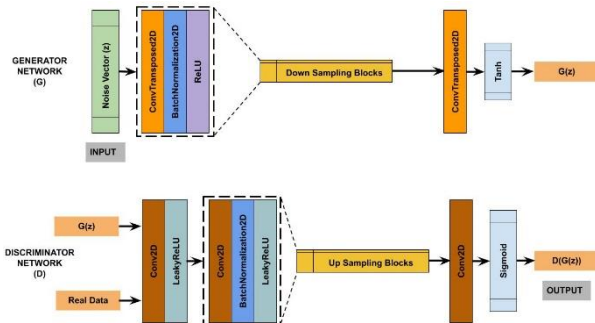 GENERATOR
NETWORK
(G)
Noise Vector (z)
INPUT
ConvTransposed2D
BatchNormalization2D
ReLU
Down Sampling Blocks
ConvTransposed2D
Tanh
G(z)
DISCRIMINATOR
NETWORK
(D)
G(z)
Real Data
Conv2D
LeakyReLU
Conv2D
BatchNormalization2D
LeakyReLU
Up Sampling Blocks
Conv2D
Sigmoid
D(G(z))
OUTPUT